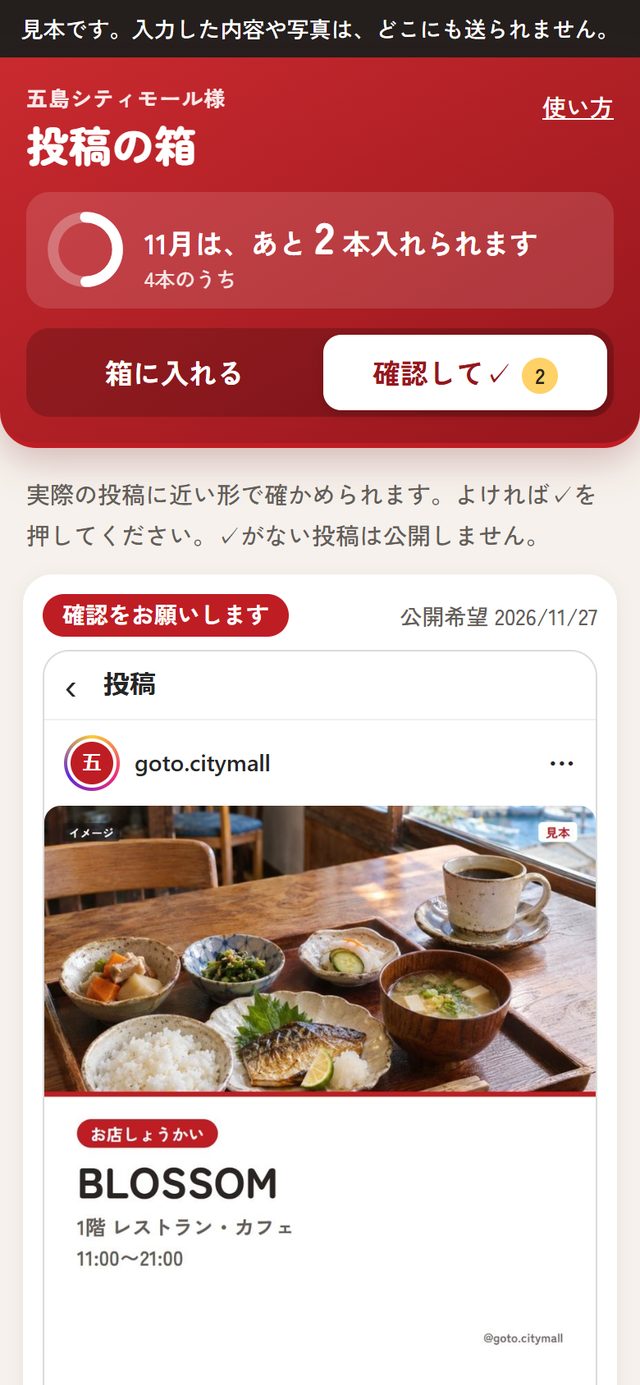 見本です。入力した内容や写真は、どこにも送られません。
五島シティモール様
使い方
投稿の箱
11月は、あと 2 本入れられます
4本のうち
箱に入れる
確認して✓ 2
実際の投稿に近い形で確かめられます。よければ✓を
押してください。✓がない投稿は公開しません。
確認をお願いします
公開希望 2026/11/27
‹ 投稿
五 goto.citymall
イメージ
見本
お店しょうかい
BLOSSOM
1階 レストラン・カフェ
11:00〜21:00
@goto.citymall